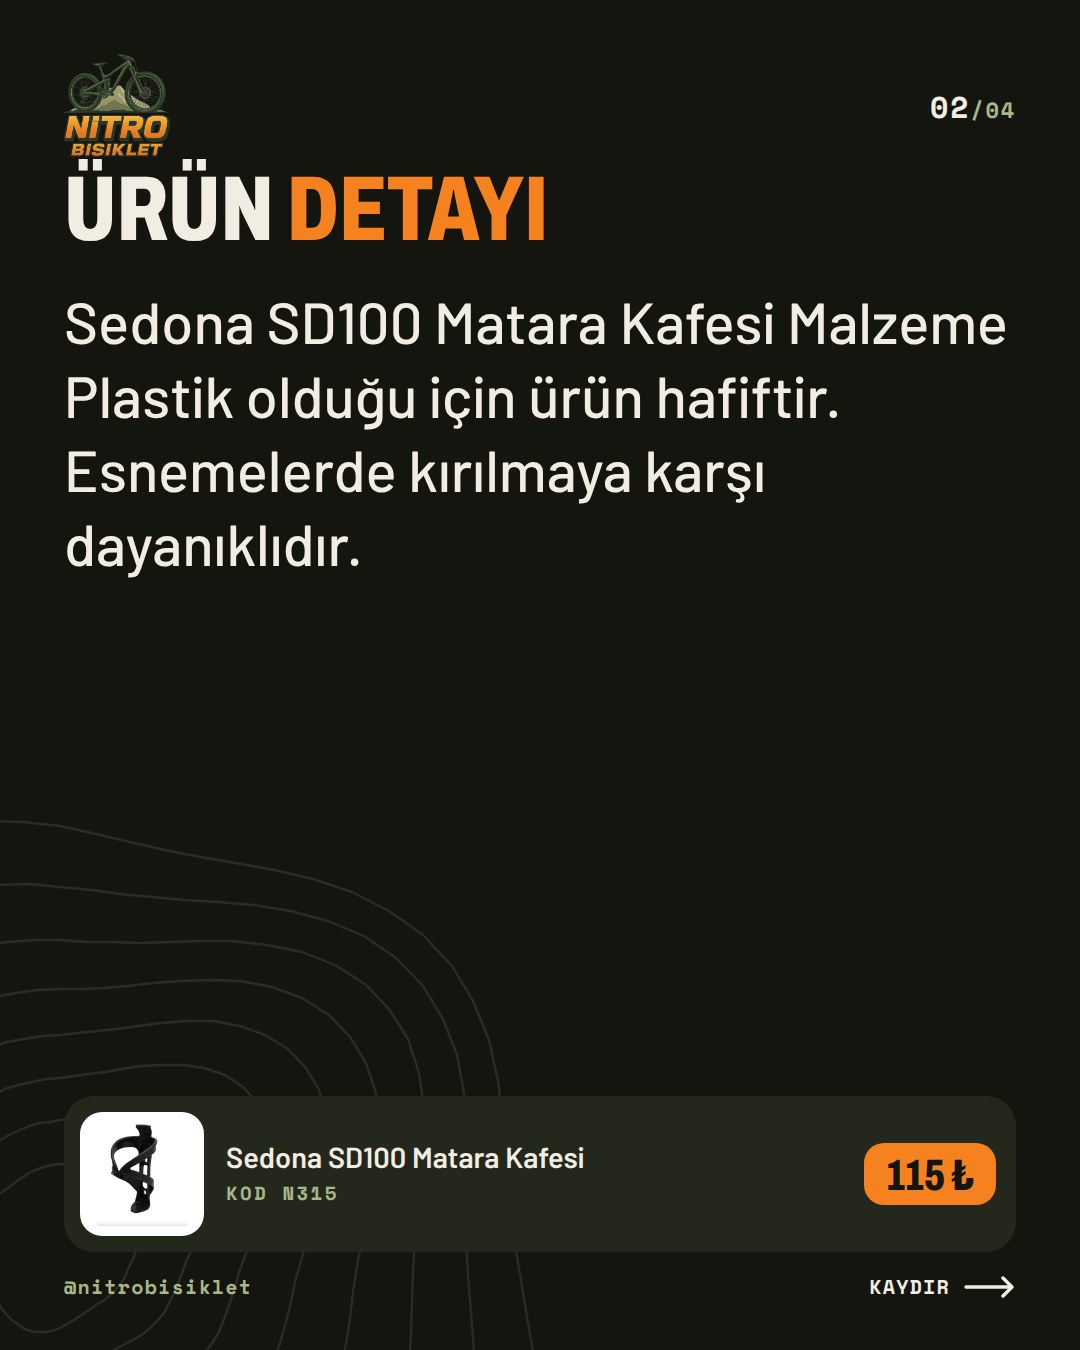 NITRO
BISIKLET
02/04
ÜRÜN DETAYI
Sedona SD100 Matara Kafesi Malzeme
Plastik olduğu için ürün hafiftir.
Esnemelerde kırılmaya karşı
dayanıklıdır.
Sedona SD100 Matara Kafesi
KOD N315
115 ₺
@nitrobisiklet
KAYDIR